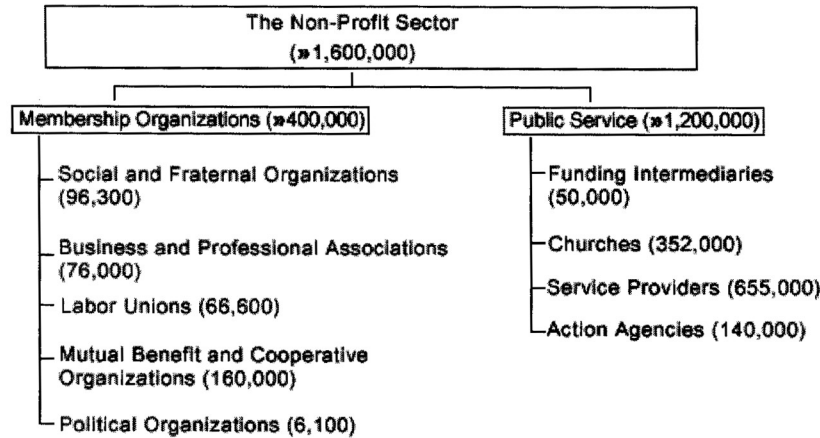 The Non-Profit Sector
(»1,600,000)
Membership Organizations (»400,000)
Social and Fraternal Organizations
(96,300)
Business and Professional Associations
(76,000)
Labor Unions (66,600)
Mutual Benefit and Cooperative
Organizations (160,000)
Political Organizations (6,100)
Public Service (»1,200,000)
Funding Intermediaries
(50,000)
Churches (352,000)
Service Providers (655,000)
Action Agencies (140,000)